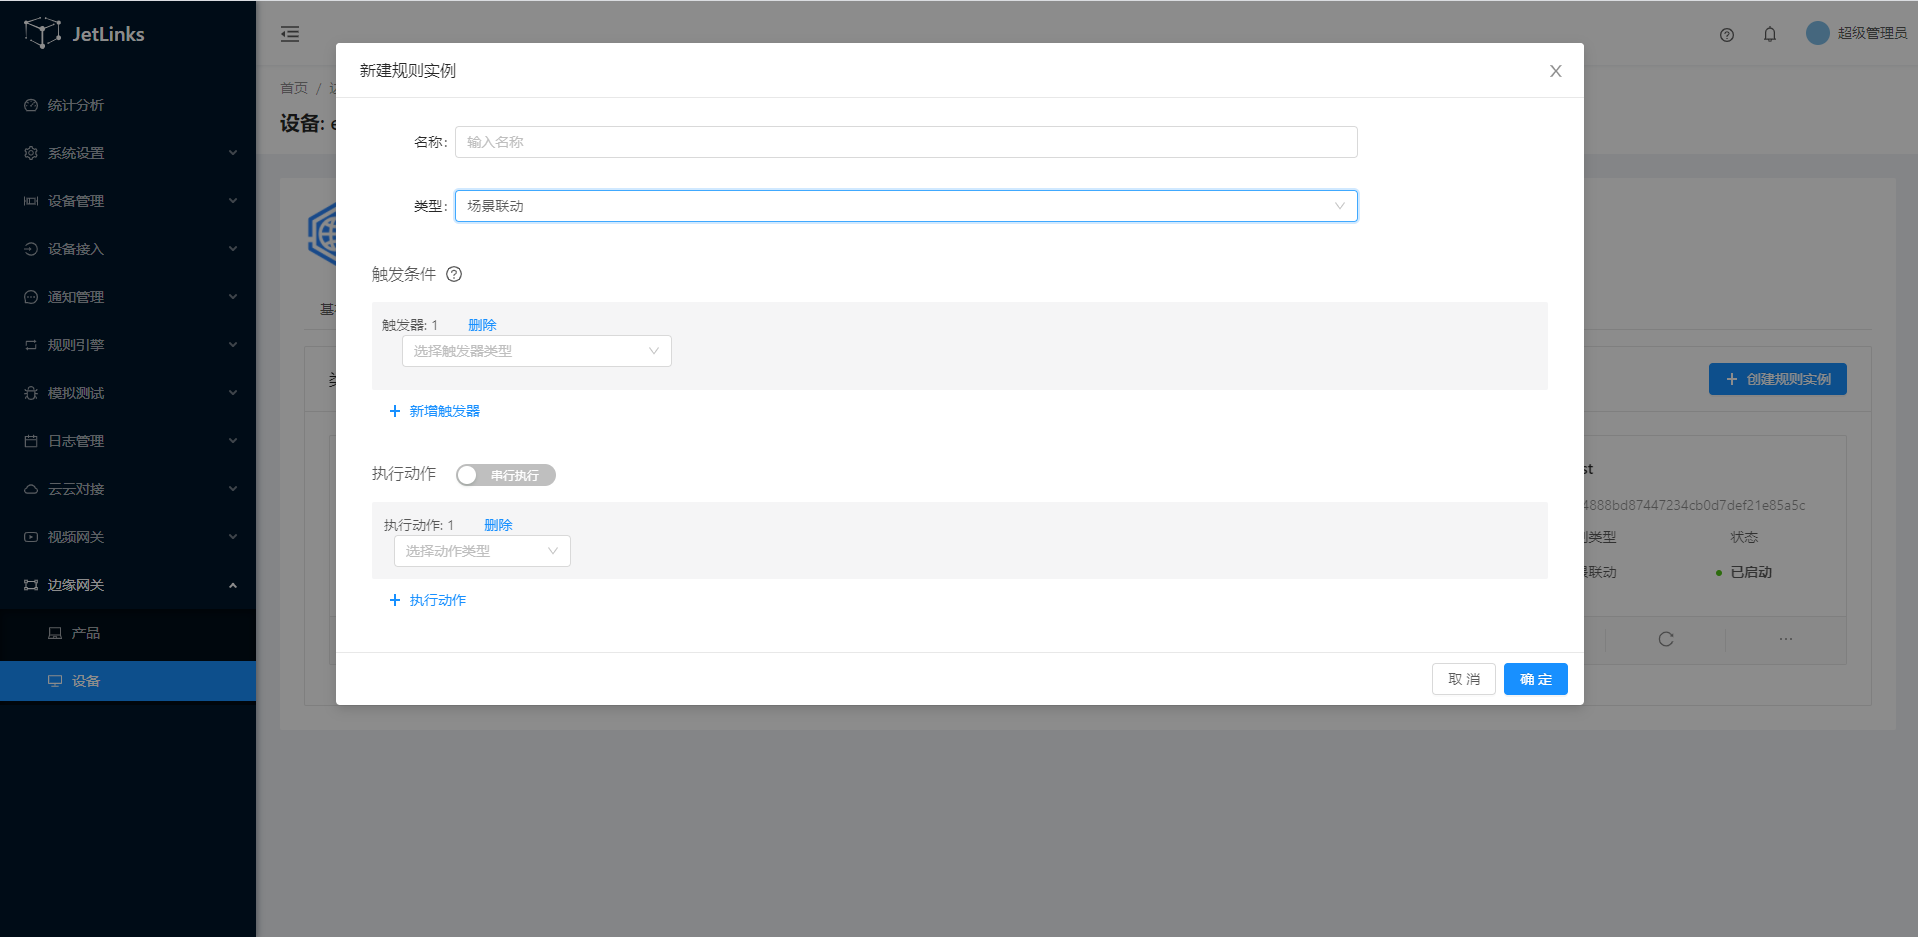 JetLinks
统计分析
系统设置
设备管理
设备接入
通知管理
规则引擎
模拟测试
日志管理
云云对接
视频网关
边缘网关
产品
设备
超级管理员
首页 /
设备: e
新建规则实例
X
名称:
输入名称
类型:
场景联动
触发条件
触发器: 1
删除
选择触发器类型
+ 新增触发器
执行动作
串行执行
执行动作: 1
删除
选择动作类型
+ 执行动作
取 消
确 定
+ 创建规则实例
st
4888bd87447234cb0d7def21e85a5c
类型
状态
联动
已启动